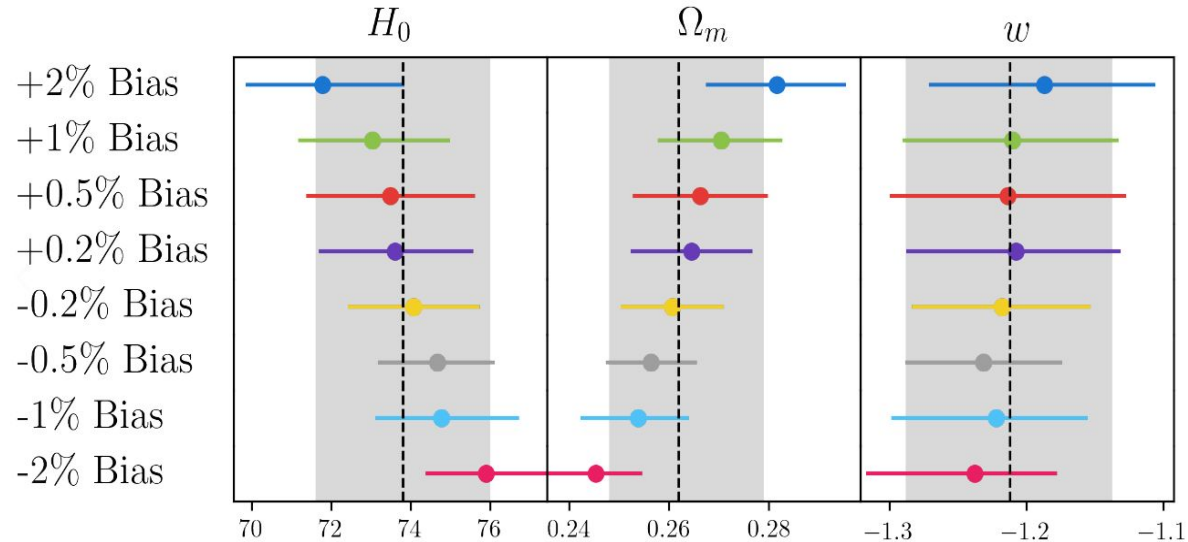 H₀ Ωₘ w
+2% Bias
+1% Bias
+0.5% Bias
+0.2% Bias
-0.2% Bias
-0.5% Bias
-1% Bias
-2% Bias
70 72 74 76 0.24 0.26 0.28 −1.3 −1.2 −1.1